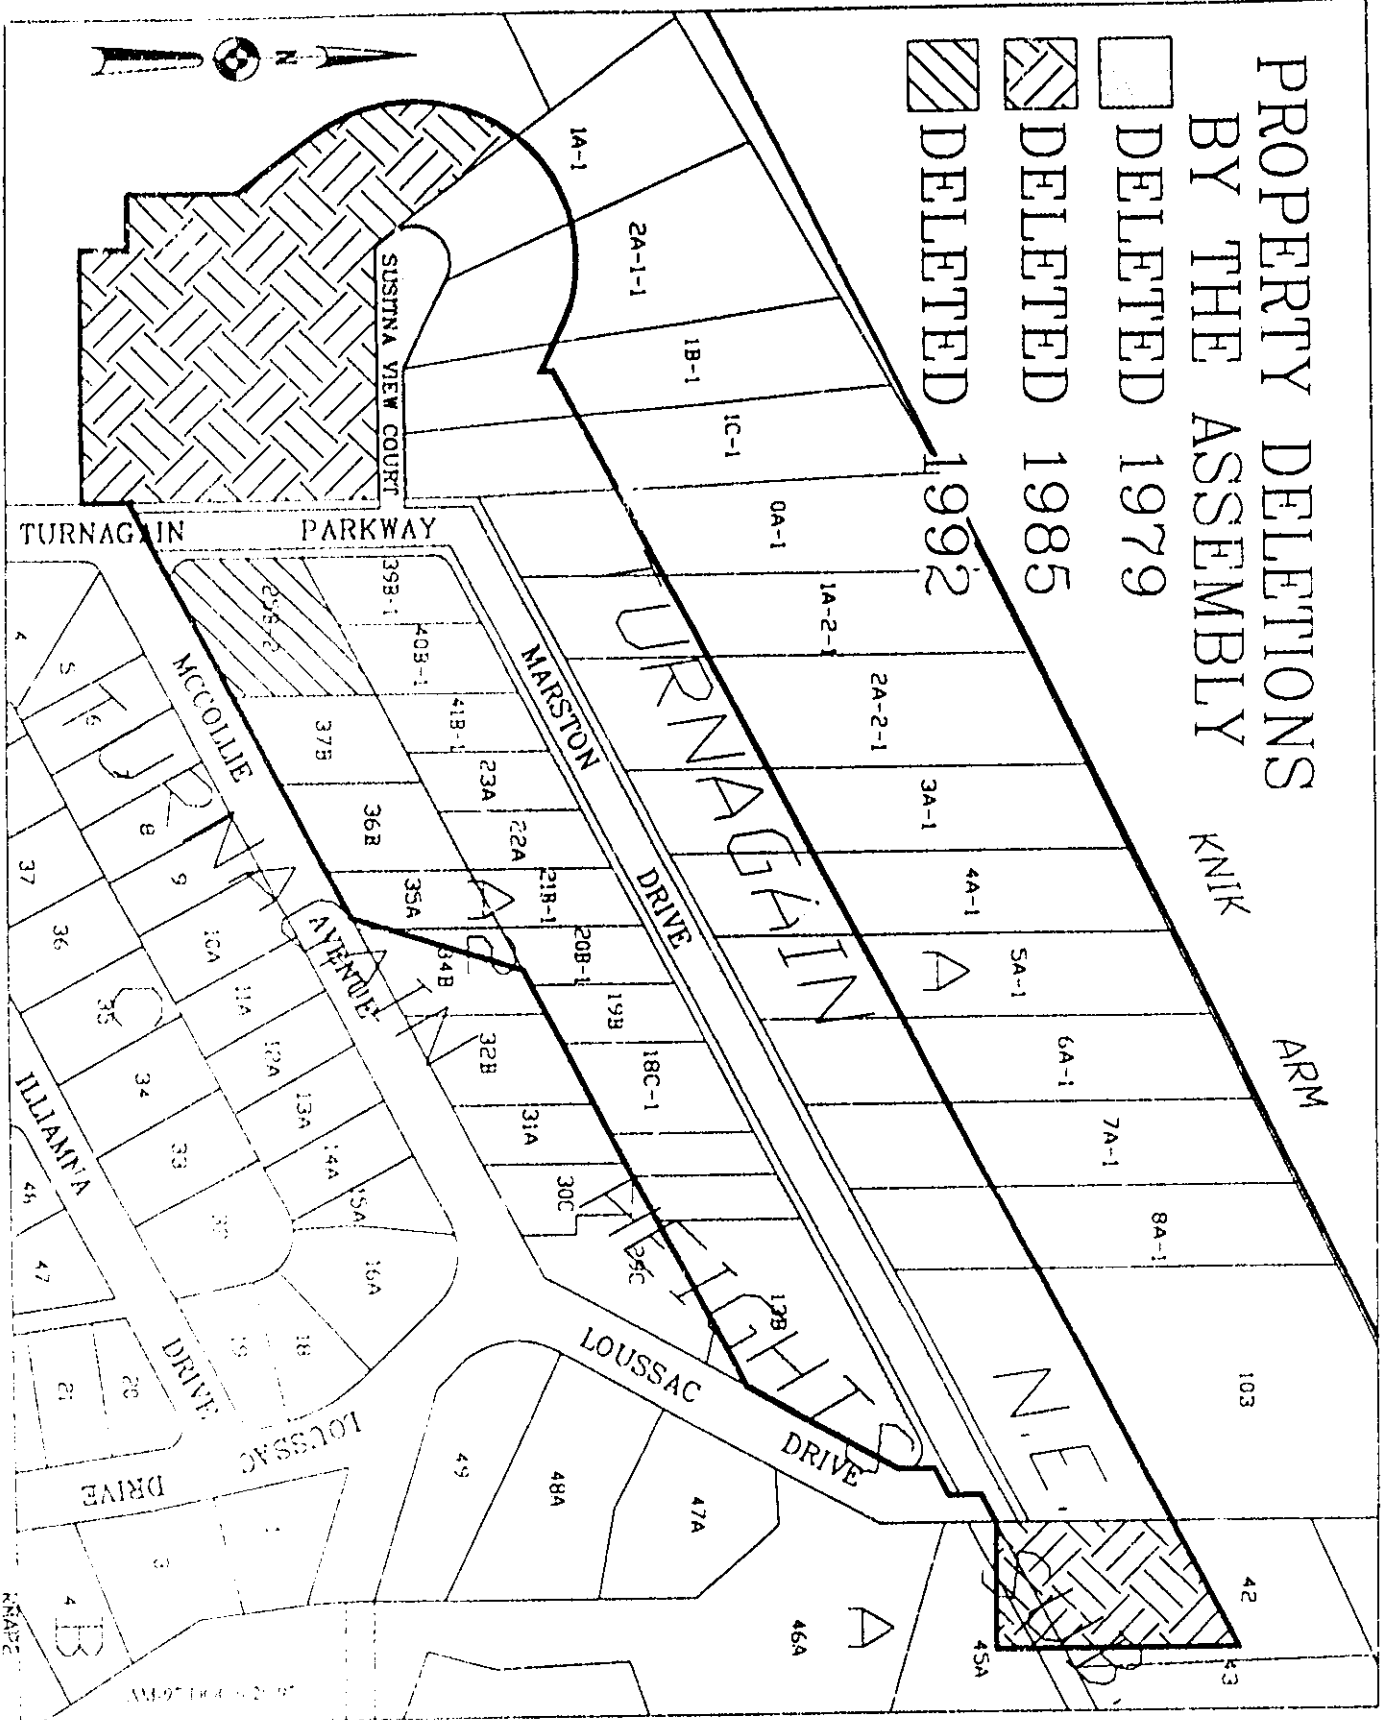 PROPERTY DELETIONS
BY THE ASSEMBLY
DELETED 1979
DELETED 1985
DELETED 1992
N
KNIK
ARM
1A-1
2A-1-1
1B-1
1C-1
0A-1
1A-2-1
2A-2-1
3A-1
4A-1
5A-1
A
6A-1
7A-1
8A-1
103
42
43
45A
46A
A
47A
48A
49
TURNAGAIN
HEIGHTS
N.E.
SUSITNA VIEW COURT
TURNAGAIN PARKWAY
MARSTON DRIVE
39B-1
40B-1
41B-1
23A
22A
21B-1
20B-1
19B
18C-1
13B
37B
36B
35A
34B
32B
31A
30C
29C
MCCOLLIE AVENUE
LOUSSAC DRIVE
TURNAGAIN
4
5
6
8
9
10A
11A
12A
13A
14A
15A
16A
18
19
20
21
37
36
35
34
33
C
46
47
ILLIAMNA DRIVE
LOUSSAC DRIVE
3
4
B